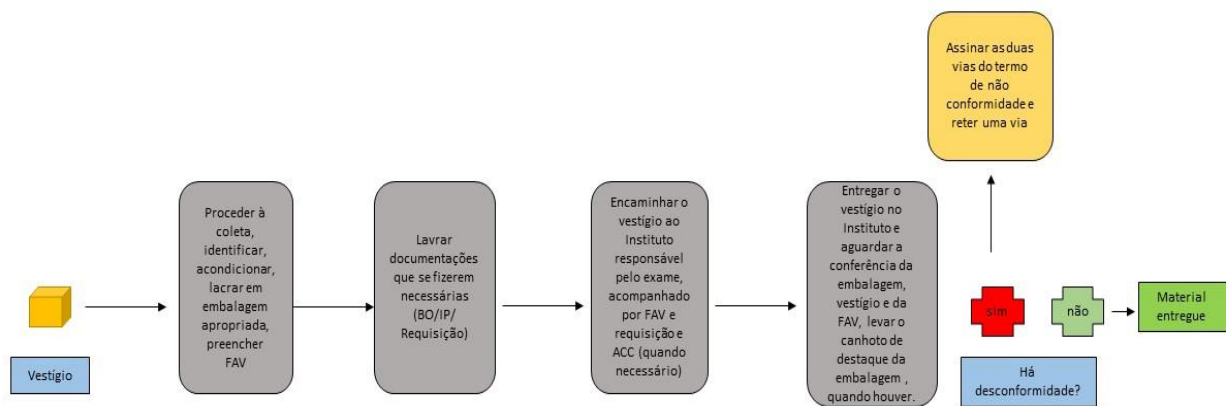 Vestígio
Proceder à
coleta,
identificar,
acondicionar,
lacrar em
embalagem
apropriada,
preencher
FAV
Lavrar
documentações
que se fizerem
necessárias
(BO/IP/
Requisição)
Encaminhar o
vestígio ao
Instituto
responsável
pelo exame,
acompanhado
por FAV e
requisição e
ACC (quando
necessário)
Entregar o
vestígio no
Instituto e
aguardar a
conferência da
embalagem,
vestígio e da
FAV, levar o
canhoto de
destaque da
embalagem ,
quando houver.
Há
desconformidade?
sim
Assinar as duas
vias do termo
de não
conformidade e
reter uma via
não
Material
entregue